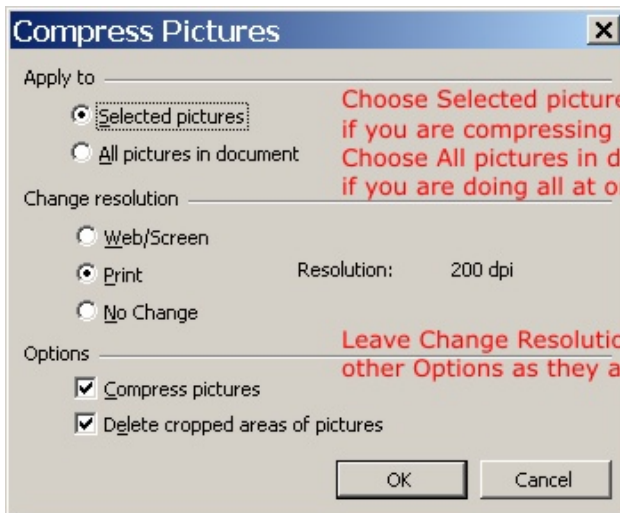 Compress Pictures
Apply to
Selected pictures
All pictures in document
Choose Selected
if you are compressing
Choose All pictures in
if you are doing all at
Change resolution
Web/Screen
Print
Resolution: 200 dpi
No Change
Leave Change
other Options as they
Options
Compress pictures
Delete cropped areas of pictures
OK
Cancel